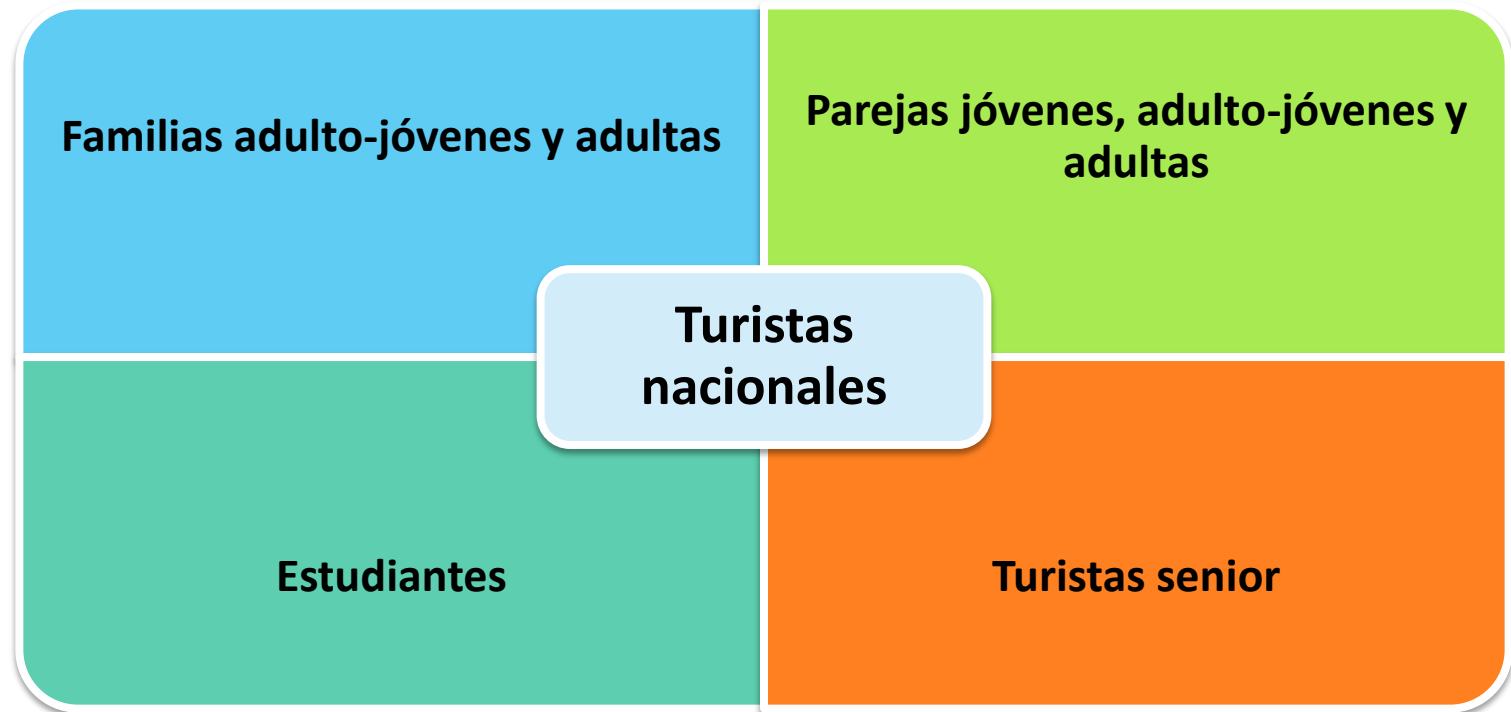 Familias adulto-jóvenes y adultas
Parejas jóvenes, adulto-jóvenes y
adultas
Turistas
nacionales
Estudiantes
Turistas senior